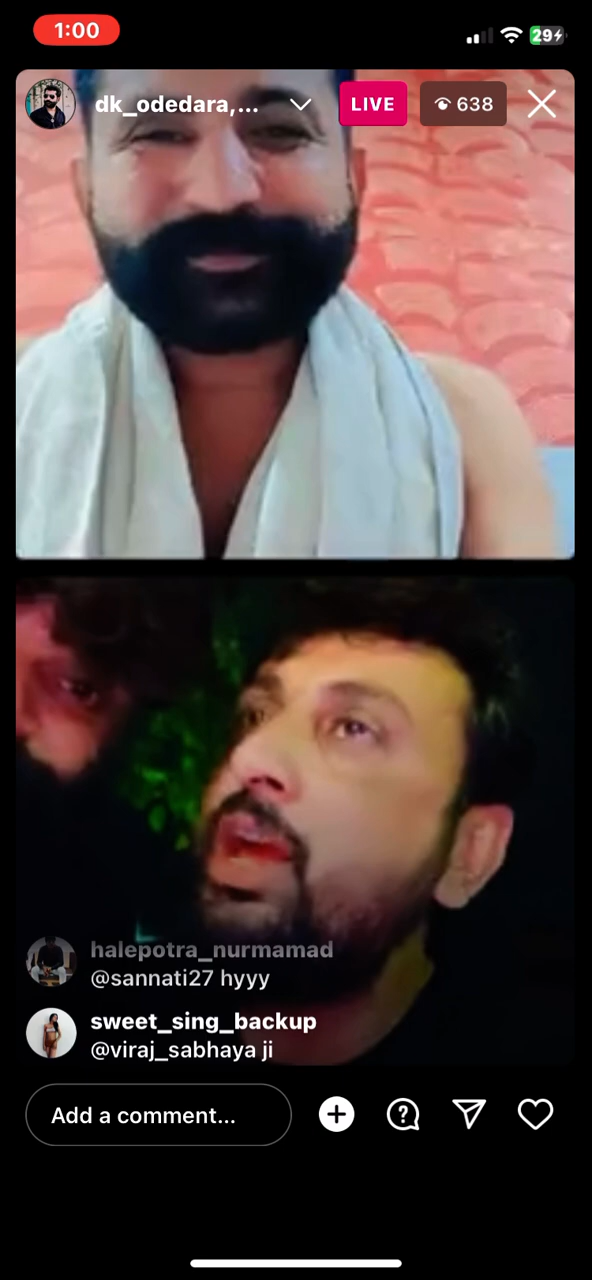 1:00
29
dk_odedara,...
LIVE
638
halepotra_nurmamad
@sannati27 hyyy
sweet_sing_backup
@viraj_sabhaya ji
Add a comment...